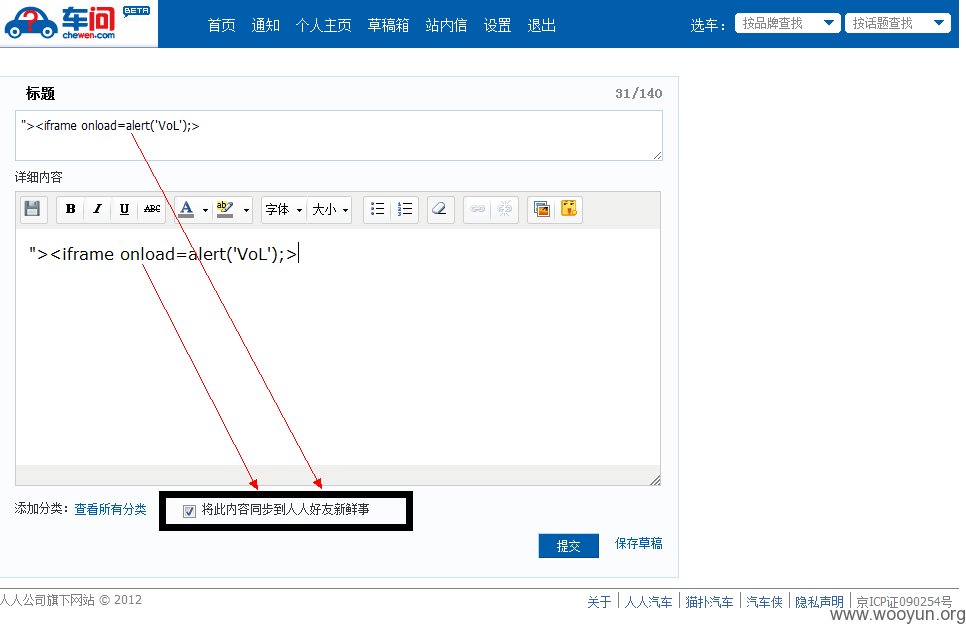 车问 BETA
chewen.com
首页 通知 个人主页 草稿箱 站内信 设置 退出
选车： 按品牌查找 按话题查找
标题 31/140
"><iframe onload=alert('VoL');>
详细内容
B I U ABC A ab 字体 大小
"><iframe onload=alert('VoL');>
添加分类：查看所有分类 将此内容同步到人人好友新鲜事
提交 保存草稿
人人公司旗下网站 © 2012
关于 | 人人汽车 | 猫扑汽车 | 汽车侠 | 隐私声明 | 京ICP证090254号
www.wooyun.org